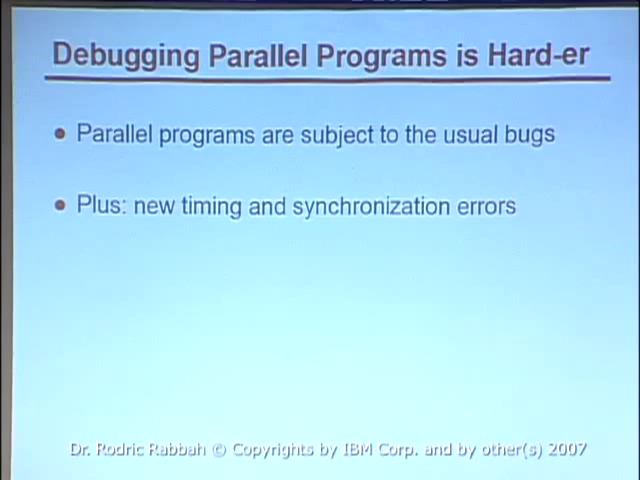 Debugging Parallel Programs is Hard-er
Parallel programs are subject to the usual bugs
Plus: new timing and synchronization errors
Dr. Rodric Rabbah © Copyrights by IBM Corp. and by other(s) 2007